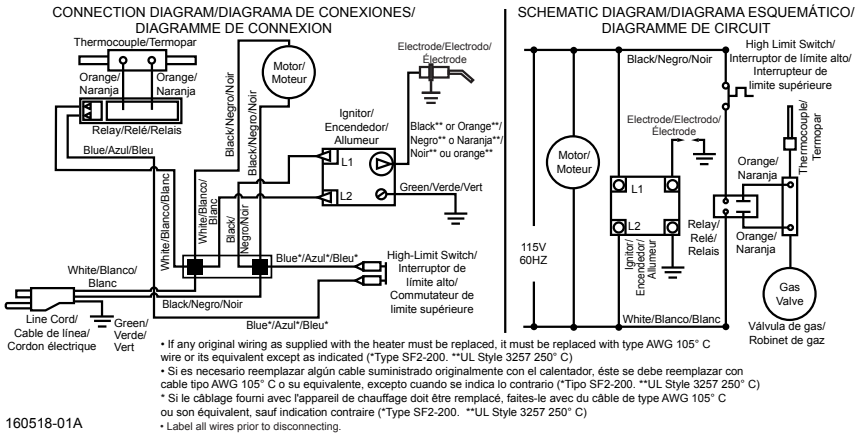 CONNECTION DIAGRAM/DIAGRAMA DE CONEXIONES/
DIAGRAMME DE CONNEXION
Thermocouple/Termopar
Orange/
Naranja
Orange/
Naranja
Relay/Relé/Relais
Blue/Azul/Bleu
White/Blanco/Blanc
White/Blanco/
Blanc
Black/Negro/Noir
Black/Negro/Noir
Black/
Negro/Noir
Motor/
Moteur
Electrode/Electrodo/
Électrode
Ignitor/
Encendedor/
Allumeur
L1
L2
Black** or Orange**/
Negro** o Naranja**/
Noir** ou orange**
Green/Verde/Vert
Blue*/Azul*/Bleu*
High-Limit Switch/
Interruptor de
límite alto/
Commutateur de
limite supérieure
White/Blanco/
Blanc
Black/Negro/Noir
Blue*/Azul*/Bleu*
Line Cord/
Cable de línea/
Cordon électrique
Green/
Verde/
Vert
SCHEMATIC DIAGRAM/DIAGRAMA ESQUEMÁTICO/
DIAGRAMME DE CIRCUIT
Black/Negro/Noir
High Limit Switch/
Interruptor de límite alto/
Interrupteur de
limite supérieure
Electrode/Electrodo/
Électrode
Thermocouple/
Termopar
Motor/
Moteur
L1
L2
Orange/
Naranja
Relay/
Relé/
Relais
Orange/
Naranja
115V
60HZ
Ignitor/
Encendedor/
Allumeur
Gas
Valve
White/Blanco/Blanc
Válvula de gas/
Robinet de gaz
• If any original wiring as supplied with the heater must be replaced, it must be replaced with type AWG 105° C
wire or its equivalent except as indicated (*Type SF2-200. **UL Style 3257 250° C)
• Si es necesario reemplazar algún cable suministrado originalmente con el calentador, éste se debe reemplazar con
cable tipo AWG 105° C o su equivalente, excepto cuando se indica lo contrario (*Tipo SF2-200. **UL Style 3257 250° C)
* Si le câblage fourni avec l'appareil de chauffage doit être remplacé, faites-le avec du câble de type AWG 105° C
ou son équivalent, sauf indication contraire (*Type SF2-200. **UL Style 3257 250° C)
• Label all wires prior to disconnecting.
160518-01A